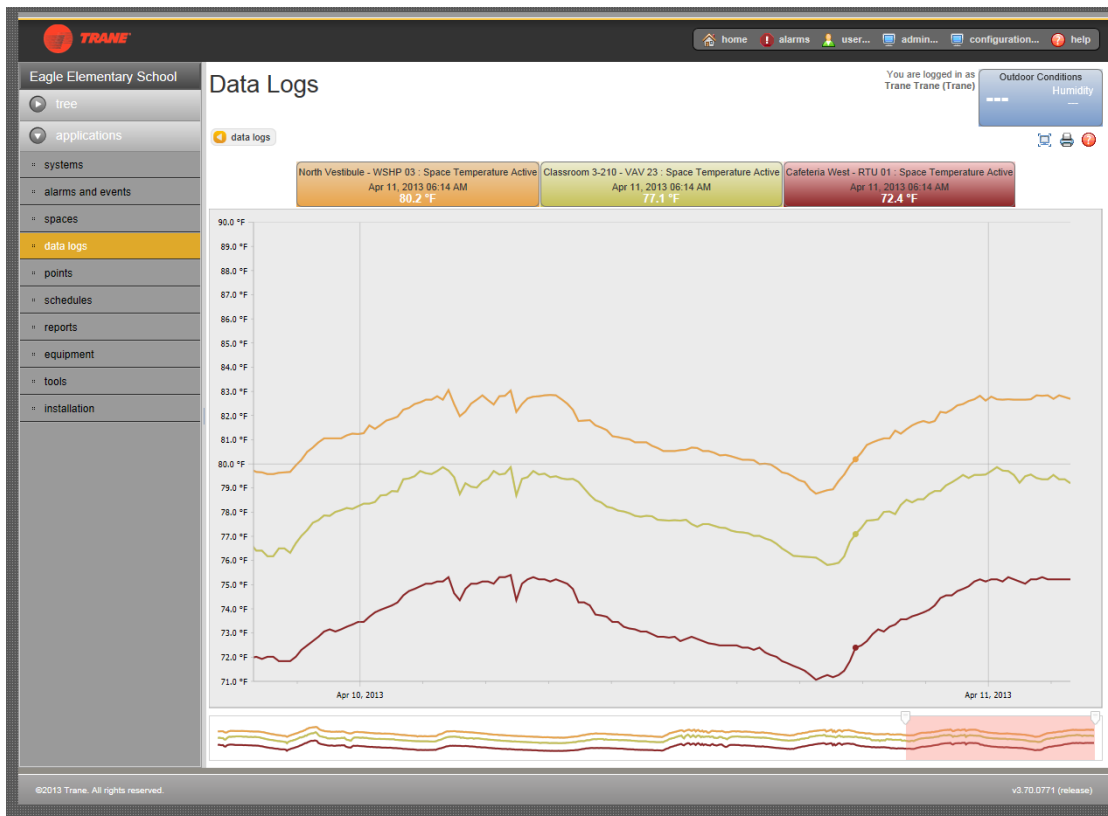 TRANE
home alarms user... admin... configuration... help
Eagle Elementary School
tree
applications
systems
alarms and events
spaces
data logs
points
schedules
reports
equipment
tools
installation
Data Logs
You are logged in as
Trane Trane (Trane)
Outdoor Conditions
Humidity
---
—
data logs
North Vestibule - WSHP 03 : Space Temperature Active
Apr 11, 2013 06:14 AM
80.2 °F
Classroom 3-210 - VAV 23 : Space Temperature Active
Apr 11, 2013 06:14 AM
77.1 °F
Cafeteria West - RTU 01 : Space Temperature Active
Apr 11, 2013 06:14 AM
72.4 °F
90.0 °F
89.0 °F
88.0 °F
87.0 °F
86.0 °F
85.0 °F
84.0 °F
83.0 °F
82.0 °F
81.0 °F
80.0 °F
79.0 °F
78.0 °F
77.0 °F
76.0 °F
75.0 °F
74.0 °F
73.0 °F
72.0 °F
71.0 °F
Apr 10, 2013
Apr 11, 2013
©2013 Trane. All rights reserved.
v3.70.0771 (release)